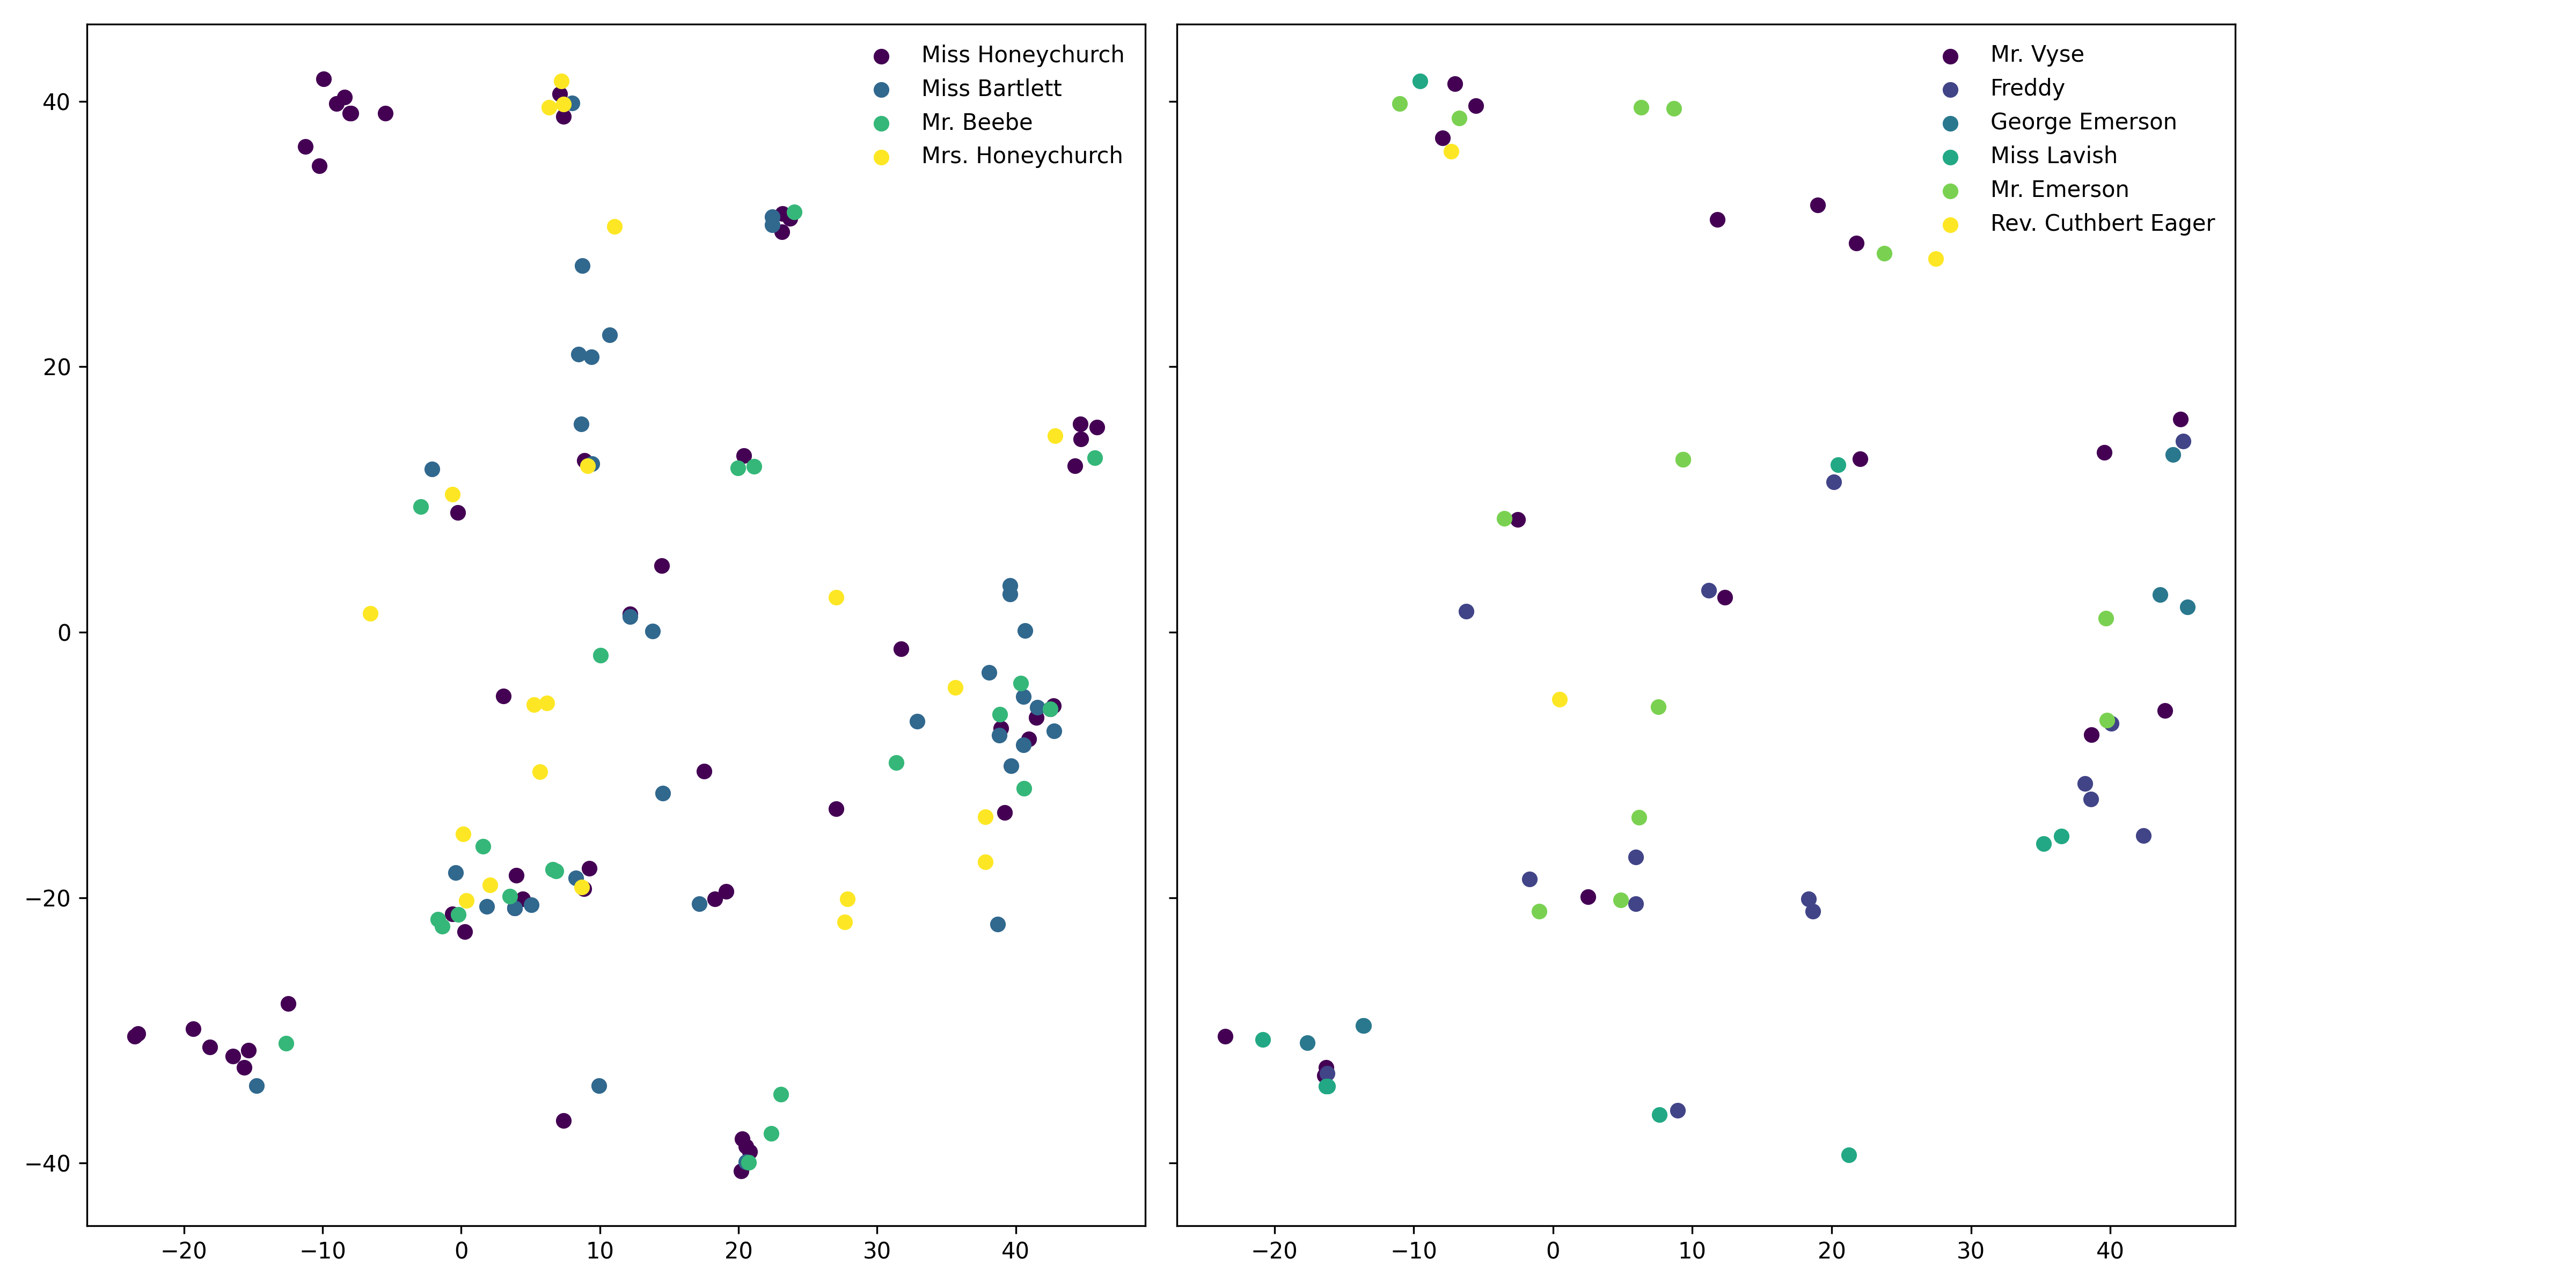 Miss Honeychurch
Miss Bartlett
Mr. Beebe
Mrs. Honeychurch
Mr. Vyse
Freddy
George Emerson
Miss Lavish
Mr. Emerson
Rev. Cuthbert Eager
40
20
0
−20
−40
−20 −10 0 10 20 30 40
−20 −10 0 10 20 30 40